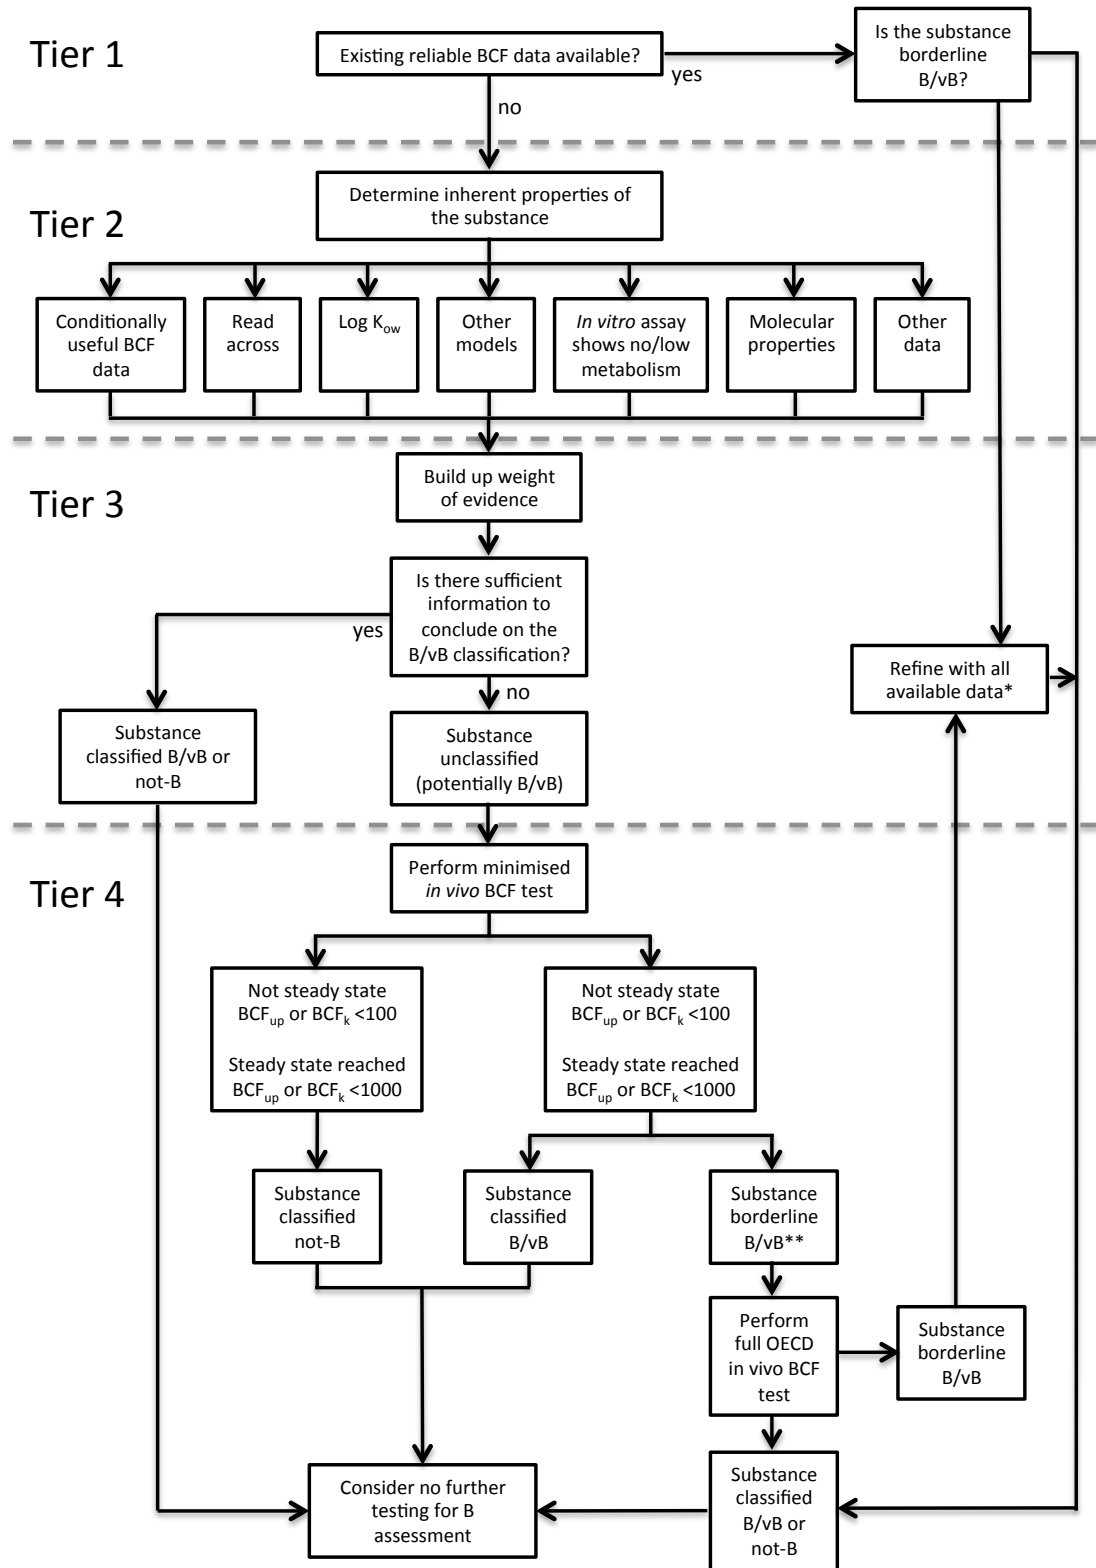 Tier 1
Existing reliable BCF data available?
yes
no
Is the substance
borderline
B/vB?
Tier 2
Determine inherent properties of
the substance
Conditionally
useful BCF
data
Read
across
Log Kow
Other
models
In vitro assay
shows no/low
metabolism
Molecular
properties
Other
data
Tier 3
Build up weight
of evidence
Is there sufficient
information to
conclude on the
B/vB classification?
yes
no
Refine with all
available data*
Substance
classified B/vB or
not-B
Substance
unclassified
(potentially B/vB)
Tier 4
Perform minimised
in vivo BCF test
Not steady state
BCFup or BCFk <100
Steady state reached
BCFup or BCFk <1000
Not steady state
BCFup or BCFk <100
Steady state reached
BCFup or BCFk <1000
Substance
classified
not-B
Substance
classified
B/vB
Substance
borderline
B/vB**
Perform
full OECD
in vivo BCF
test
Substance
borderline
B/vB
Consider no further
testing for B
assessment
Substance
classified
B/vB or
not-B